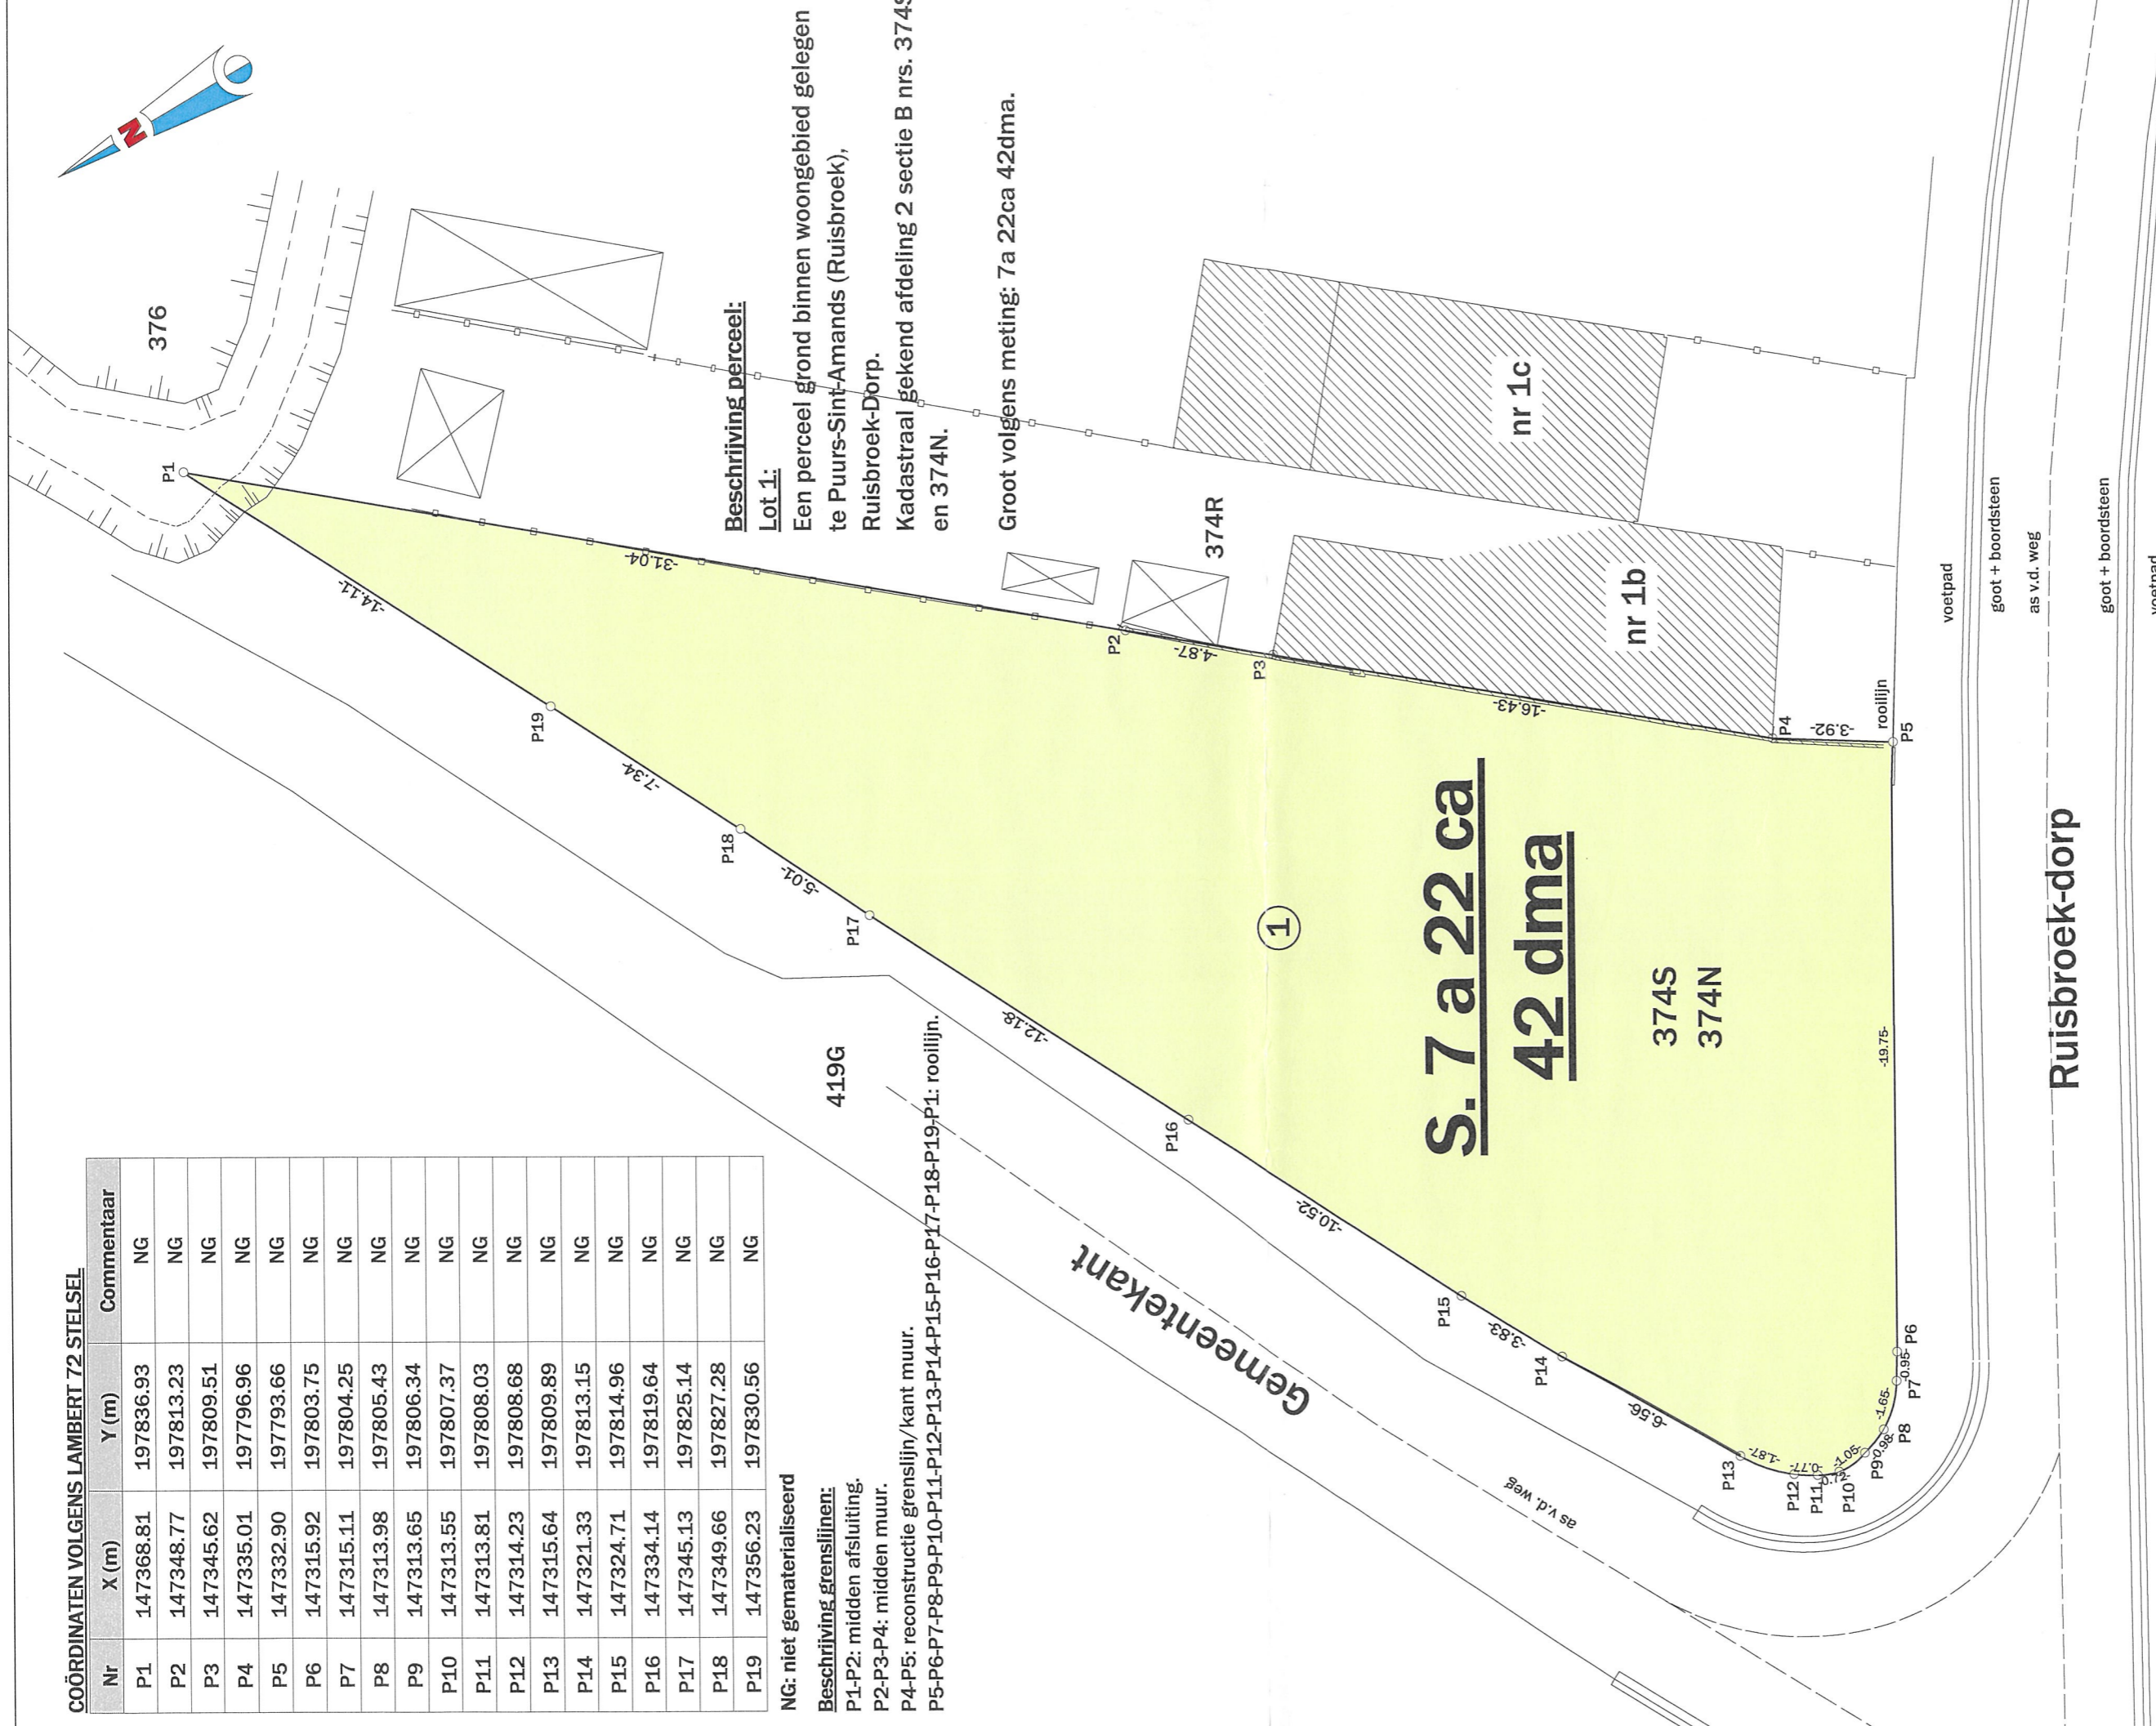 COÖRDINATEN VOLGENS LAMBERT 72 STELSEL
Nr X (m) Y (m) Commentaar
P1 147368.81 197836.93 NG
P2 147348.77 197813.23 NG
P3 147345.62 197809.51 NG
P4 147335.01 197796.96 NG
P5 147332.90 197793.66 NG
P6 147315.92 197803.75 NG
P7 147315.11 197804.25 NG
P8 147313.98 197805.43 NG
P9 147313.65 197806.34 NG
P10 147313.55 197807.37 NG
P11 147313.81 197808.03 NG
P12 147314.23 197808.68 NG
P13 147315.64 197809.89 NG
P14 147321.33 197813.15 NG
P15 147324.71 197814.96 NG
P16 147334.14 197819.64 NG
P17 147345.13 197825.14 NG
P18 147349.66 197827.28 NG
P19 147356.23 197830.56 NG
NG: niet gematerialiseerd
Beschrijving grenslijnen:
P1-P2: midden afsluiting.
P2-P3-P4: midden muur.
P4-P5: reconstructie grenslijn/kant muur.
P5-P6-P7-P8-P9-P10-P11-P12-P13-P14-P15-P16-P17-P18-P19-P1: rooilijn.
N
376
Beschrijving perceel:
Lot 1:
Een perceel grond binnen woongebied gelegen
te Puurs-Sint-Amands (Ruisbroek),
Ruisbroek-Dorp.
Kadastraal gekend afdeling 2 sectie B nrs. 374S
en 374N.
Groot volgens meting: 7a 22ca 42dma.
P1
-14.11-
-31.04-
P19
-7.34-
P18
-5.01-
P17
-12.18-
P16
-10.52-
P15
-3.83-
P14
-6.56-
P13
-1.87-
P12
-0.77-
P11
-0.72-
P10
-1.05-
P9
-0.98-
P8
-1.65-
P7
-0.95-
P6
-19.75-
P5
-3.92-
P4
-16.43-
P3
-4.87-
P2
374R
nr 1c
nr 1b
rooilijn
419G
1
S. 7 a 22 ca
42 dma
374S
374N
Gemeentekant
as v.d. weg
voetpad
goot + boordsteen
as v.d. weg
goot + boordsteen
voetpad
Ruisbroek-dorp